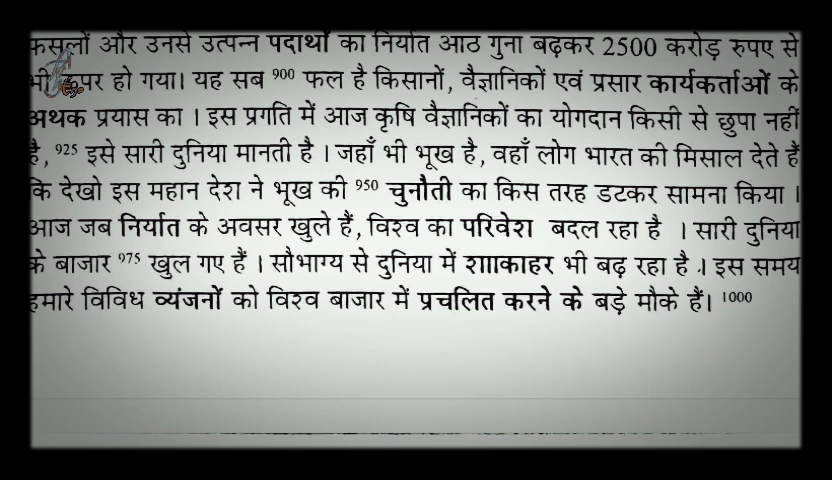 फसलों और उनसे उत्पन्न पदार्थों का निर्यात आठ गुना बढ़कर 2500 करोड़ रुपए से
भी ऊपर हो गया। यह सब 900 फल है किसानों, वैज्ञानिकों एवं प्रसार कार्यकर्ताओं के
अथक प्रयास का । इस प्रगति में आज कृषि वैज्ञानिकों का योगदान किसी से छुपा नहीं
है, 925 इसे सारी दुनिया मानती है । जहाँ भी भूख है, वहाँ लोग भारत की मिसाल देते हैं
कि देखो इस महान देश ने भूख की 950 चुनौती का किस तरह डटकर सामना किया ।
आज जब निर्यात के अवसर खुले हैं, विश्व का परिवेश बदल रहा है । सारी दुनिया
के बाजार 975 खुल गए हैं । सौभाग्य से दुनिया में शााकाहर भी बढ़ रहा है । इस समय
हमारे विविध व्यंजनों को विश्व बाजार में प्रचलित करने के बड़े मौके हैं। 1000